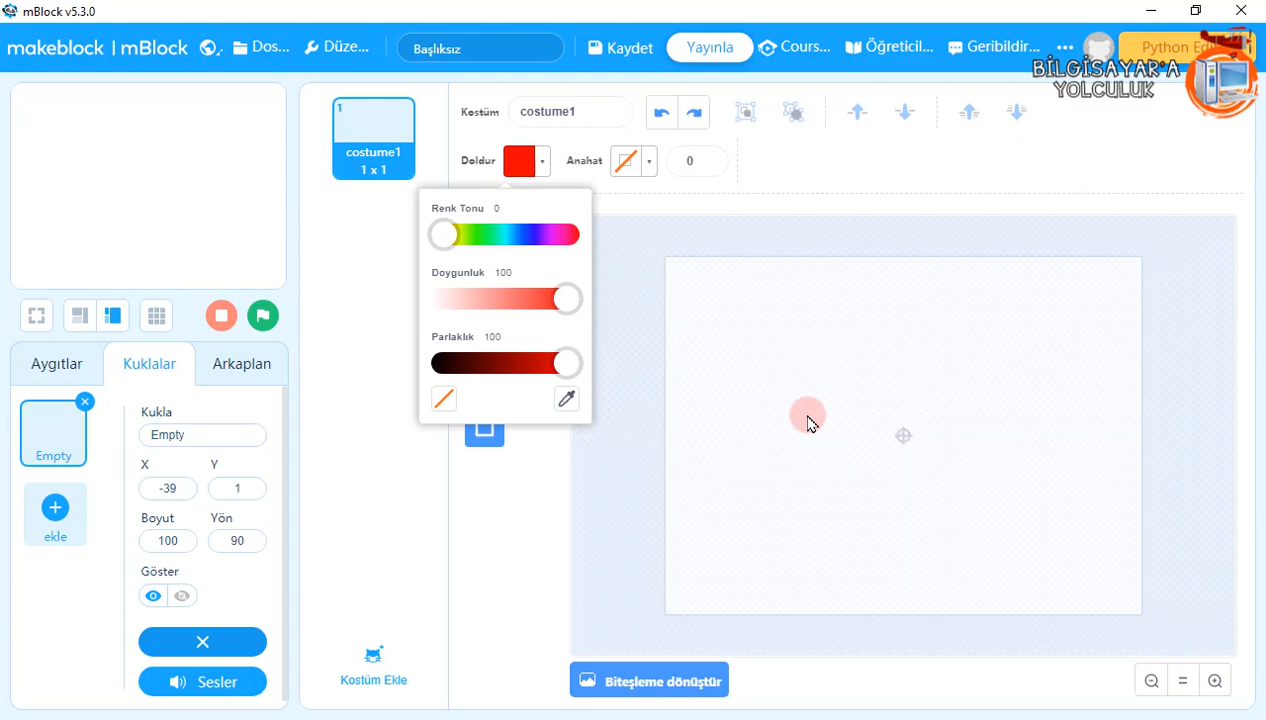 mBlock v5.3.0
makeblock | mBlock
Dos...
Düze...
Başlıksız
Kaydet
Yayınla
Cours...
Öğreticil...
Geribildir...
Python Ed
BİLGİSAYAR'A
YOLCULUK
1
costume1
1 x 1
Kostüm
costume1
Doldur
Anahat
0
Renk Tonu 0
Doygunluk 100
Parlaklık 100
Aygıtlar
Kuklalar
Arkaplan
Empty
ekle
Kukla
Empty
X
Y
-39
1
Boyut
Yön
100
90
Göster
Sesler
Kostüm Ekle
Biteşleme dönüştür